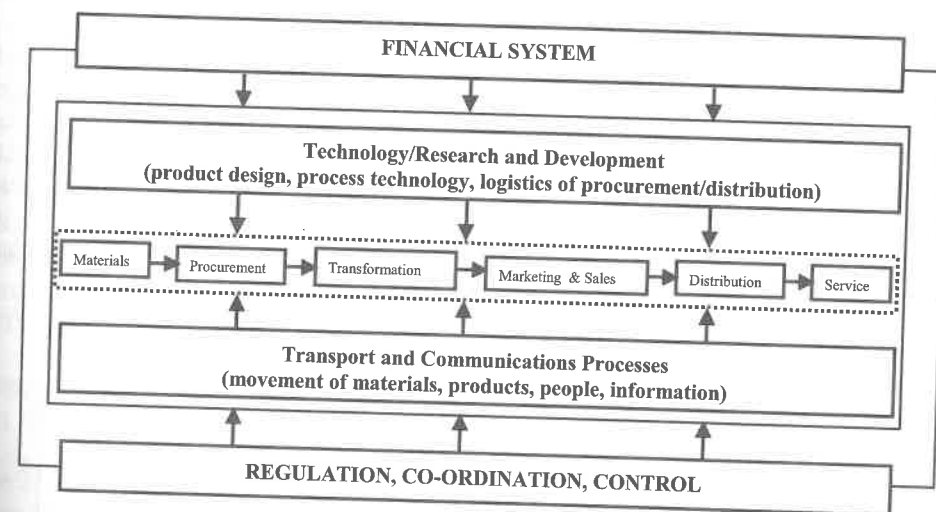 FINANCIAL SYSTEM
Technology/Research and Development
(product design, process technology, logistics of procurement/distribution)
Materials
Procurement
Transformation
Marketing & Sales
Distribution
Service
Transport and Communications Processes
(movement of materials, products, people, information)
REGULATION, CO-ORDINATION, CONTROL